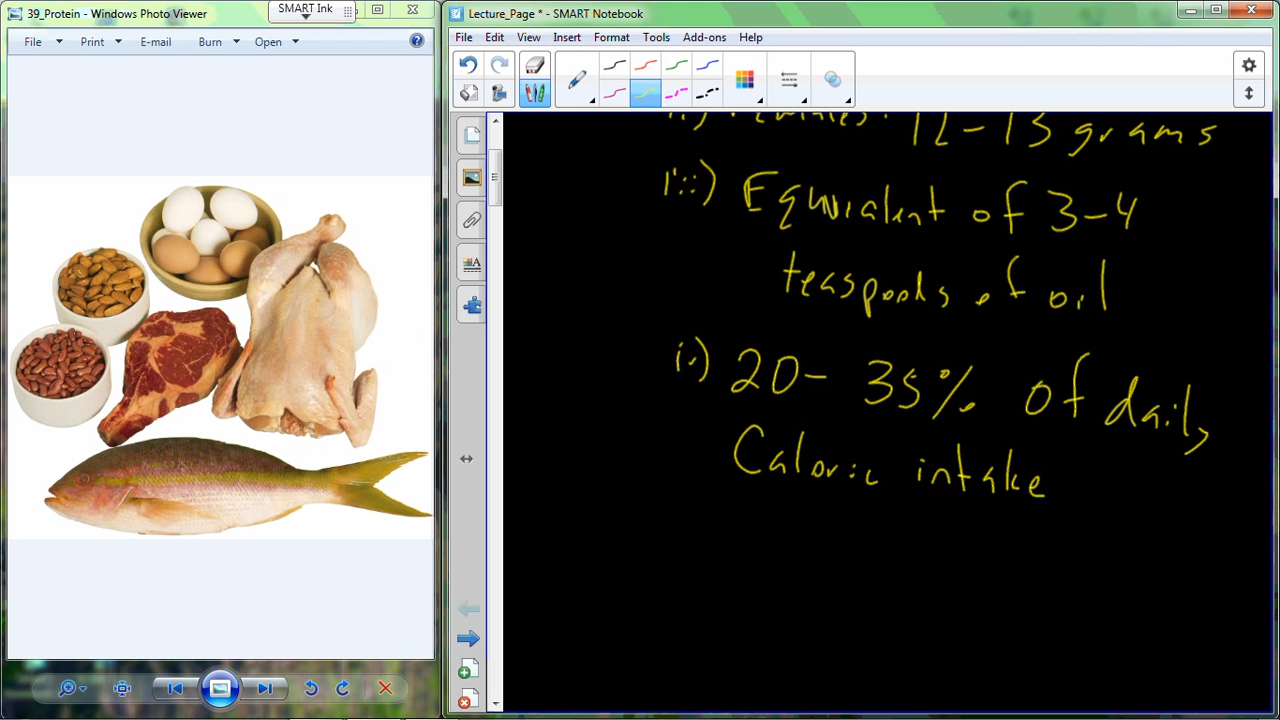 39_Protein - Windows Photo Viewer
SMART Ink
File Print E-mail Burn Open
Lecture_Page * - SMART Notebook
File Edit View Insert Format Tools Add-ons Help
12-15 grams
iii) Equivalent of 3-4
teaspoons of oil
iv) 20-35% of daily
Caloric intake